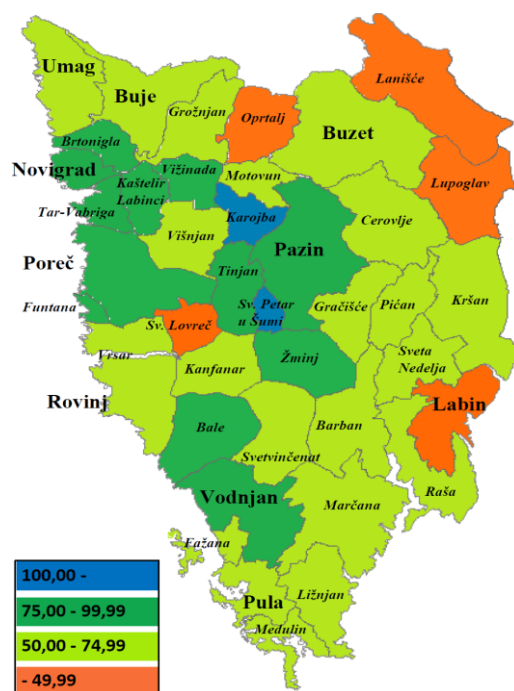 Umag
Buje
Grožnjan
Oprtalj
Lanišće
Buzet
Brtonigla
Novigrad
Vižinada
Motovun
Lupoglav
Kaštelir
Labinci
Tar-Vabriga
Karojba
Cerovlje
Višnjan
Pazin
Poreč
Tinjan
Funtana
Sv. Petar
u Šumi
Gračišće
Pićan
Kršan
Sv. Lovreč
Vrsar
Žminj
Sveta
Nedelja
Kanfanar
Rovinj
Labin
Bale
Barban
Svetvinčenat
Raša
Vodnjan
Marčana
Fažana
Pula
Ližnjan
Medulin
100,00 -
75,00 - 99,99
50,00 - 74,99
- 49,99